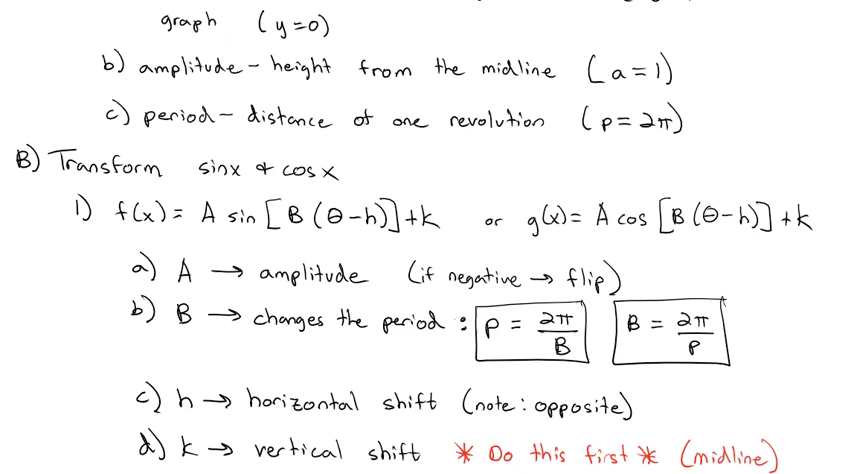 graph (y=0)
b) amplitude - height from the midline (a=1)
c) period - distance of one revolution (p=2π)
B) Transform sinx & cosx
1) f(x) = A sin [B(θ-h)]+k or g(x) = A cos [B(θ-h)]+k
a) A → amplitude (if negative → flip)
b) B → changes the period: P = 2π/B B = 2π/P
c) h → horizontal shift (note: opposite)
d) k → vertical shift * Do this first * (midline)